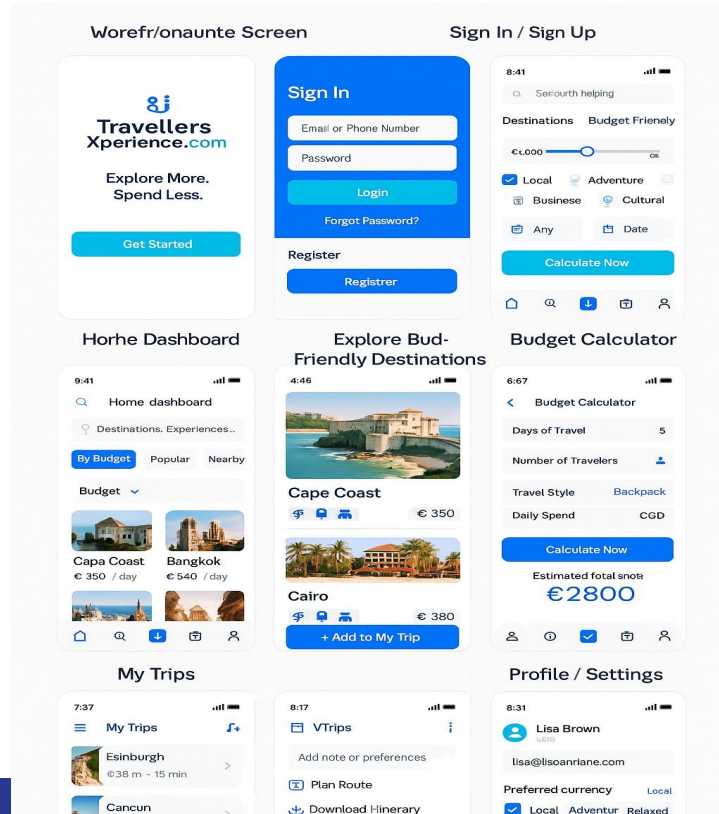 Worefr/onaunte Screen
Sign In / Sign Up
Travellers
Xperience.com
Explore More.
Spend Less.
Get Started
Sign In
Email or Phone Number
Password
Login
Forgot Password?
Register
Registrer
8:41
helping
Destinations Budget Frienely
Local Adventure
Businese Cultural
Any Date
Calculate Now
Horhe Dashboard
Explore Bud-
Friendly Destinations
Budget Calculator
9:41
Home dashboard
Destinations. Experiences..
By Budget Popular Nearby
Budget
Capa Coast Bangkok
€ 350 / day € 540 / day
4:46
Cape Coast
€ 350
Cairo
€ 380
+ Add to My Trip
6:67
Budget Calculator
Days of Travel 5
Number of Travelers
Travel Style Backpack
Daily Spend CGD
Calculate Now
Estimated fotal
€2800
My Trips
Profile / Settings
7:37
My Trips
Esinburgh
38 m - 15 min
Cancun
8:17
VTrips
Add note or preferences
Plan Route
Download Hinerary
8:31
Lisa Brown
lisa@lisoanriane.com
Preferred currency Local
Local Adventur Relaxed